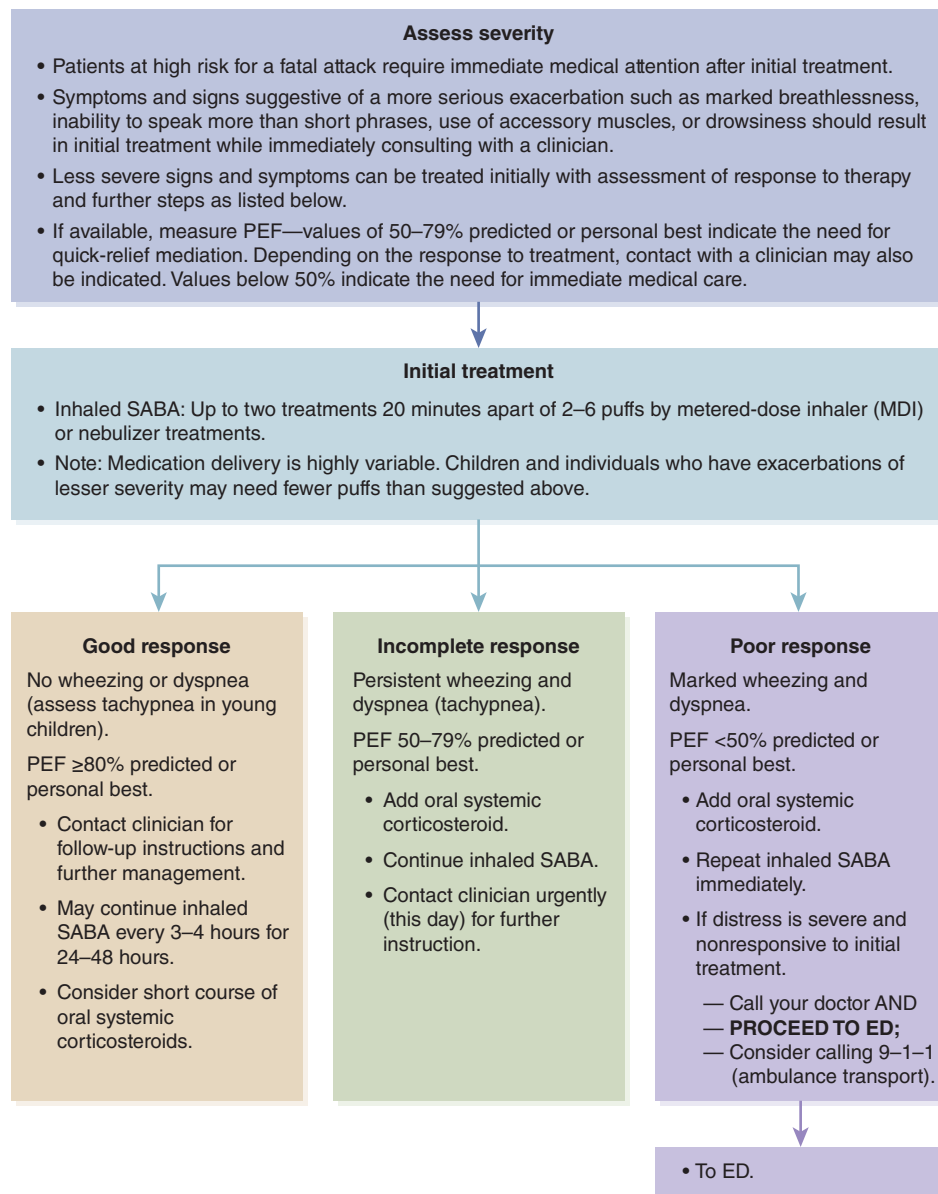 Assess severity
• Patients at high risk for a fatal attack require immediate medical attention after initial treatment.
• Symptoms and signs suggestive of a more serious exacerbation such as marked breathlessness,
inability to speak more than short phrases, use of accessory muscles, or drowsiness should result
in initial treatment while immediately consulting with a clinician.
• Less severe signs and symptoms can be treated initially with assessment of response to therapy
and further steps as listed below.
• If available, measure PEF—values of 50–79% predicted or personal best indicate the need for
quick-relief mediation. Depending on the response to treatment, contact with a clinician may also
be indicated. Values below 50% indicate the need for immediate medical care.
Initial treatment
• Inhaled SABA: Up to two treatments 20 minutes apart of 2–6 puffs by metered-dose inhaler (MDI)
or nebulizer treatments.
• Note: Medication delivery is highly variable. Children and individuals who have exacerbations of
lesser severity may need fewer puffs than suggested above.
Good response
No wheezing or dyspnea
(assess tachypnea in young
children).
PEF ≥80% predicted or
personal best.
• Contact clinician for
follow-up instructions and
further management.
• May continue inhaled
SABA every 3–4 hours for
24–48 hours.
• Consider short course of
oral systemic
corticosteroids.
Incomplete response
Persistent wheezing and
dyspnea (tachypnea).
PEF 50–79% predicted or
personal best.
• Add oral systemic
corticosteroid.
• Continue inhaled SABA.
• Contact clinician urgently
(this day) for further
instruction.
Poor response
Marked wheezing and
dyspnea.
PEF <50% predicted or
personal best.
• Add oral systemic
corticosteroid.
• Repeat inhaled SABA
immediately.
• If distress is severe and
nonresponsive to initial
treatment.
— Call your doctor AND
— PROCEED TO ED;
— Consider calling 9–1–1
(ambulance transport).
• To ED.